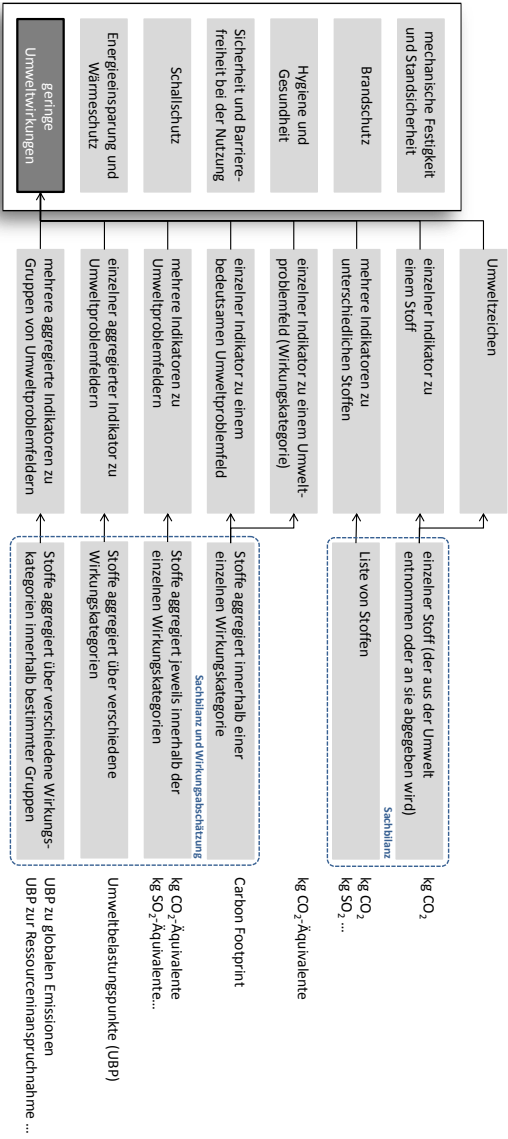 mechanische Festigkeit
und Standsicherheit
Brandschutz
Hygiene und
Gesundheit
Sicherheit und Barriere-
freiheit bei der Nutzung
Schallschutz
Energieeinsparung und
Wärmeschutz
geringe
Umweltwirkungen
Umweltzeichen
einzelner Indikator zu
einem Stoff
mehrere Indikatoren zu
unterschiedlichen Stoffen
einzelner Indikator zu einem Umwelt-
problemfeld (Wirkungskategorie)
einzelner Indikator zu einem
bedeutsamen Umweltproblemfeld
mehrere Indikatoren zu
Umweltproblemfeldern
einzelner aggregierter Indikator zu
Umweltproblemfeldern
mehrere aggregierte Indikatoren zu
Gruppen von Umweltproblemfeldern
einzelner Stoff (der aus der Umwelt
entnommen oder an sie abgegeben wird)
Sachbilanz
Liste von Stoffen
Stoffe aggregiert innerhalb einer
einzelnen Wirkungskategorie
Sachbilanz und Wirkungsabschätzung
Stoffe aggregiert jeweils innerhalb der
einzelnen Wirkungskategorien
Stoffe aggregiert über verschiedene
Wirkungskategorien
Stoffe aggregiert über verschiedene Wirkungs-
kategorien innerhalb bestimmter Gruppen
kg CO₂
kg CO₂
kg SO₂ ...
kg CO₂-Äquivalente
Carbon Footprint
kg CO₂-Äquivalente
kg SO₂-Äquivalente...
Umweltbelastungspunkte (UBP)
UBP zu globalen Emissionen
UBP zur Ressourceninanspruchnahme ...